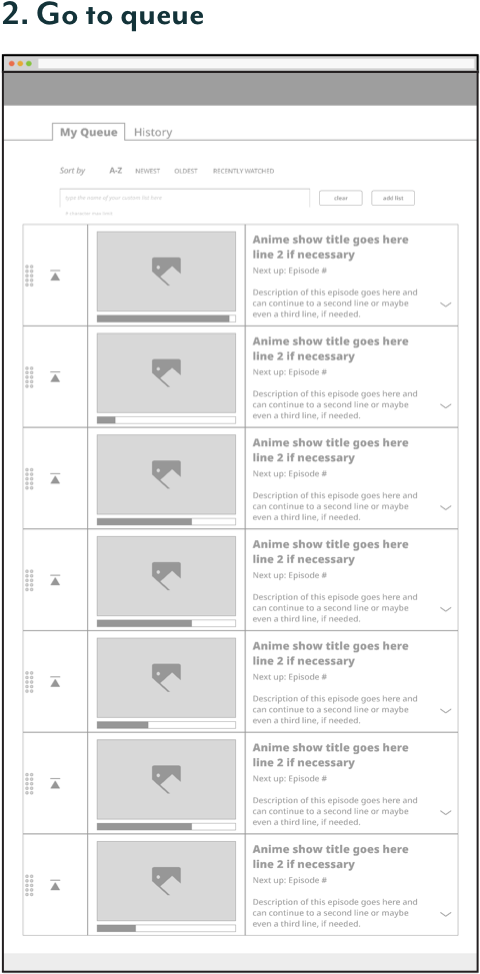 2. Go to queue
My Queue
History
Sort by A-Z NEWEST OLDEST RECENTLY WATCHED
type the name of your custom list here
clear
add list
Anime show title goes here
line 2 if necessary
Next up: Episode #
Description of this episode goes here and
can continue to a second line or maybe
even a third line, if needed.
Anime show title goes here
line 2 if necessary
Next up: Episode #
Description of this episode goes here and
can continue to a second line or maybe
even a third line, if needed.
Anime show title goes here
line 2 if necessary
Next up: Episode #
Description of this episode goes here and
can continue to a second line or maybe
even a third line, if needed.
Anime show title goes here
line 2 if necessary
Next up: Episode #
Description of this episode goes here and
can continue to a second line or maybe
even a third line, if needed.
Anime show title goes here
line 2 if necessary
Next up: Episode #
Description of this episode goes here and
can continue to a second line or maybe
even a third line, if needed.
Anime show title goes here
line 2 if necessary
Next up: Episode #
Description of this episode goes here and
can continue to a second line or maybe
even a third line, if needed.
Anime show title goes here
line 2 if necessary
Next up: Episode #
Description of this episode goes here and
can continue to a second line or maybe
even a third line, if needed.